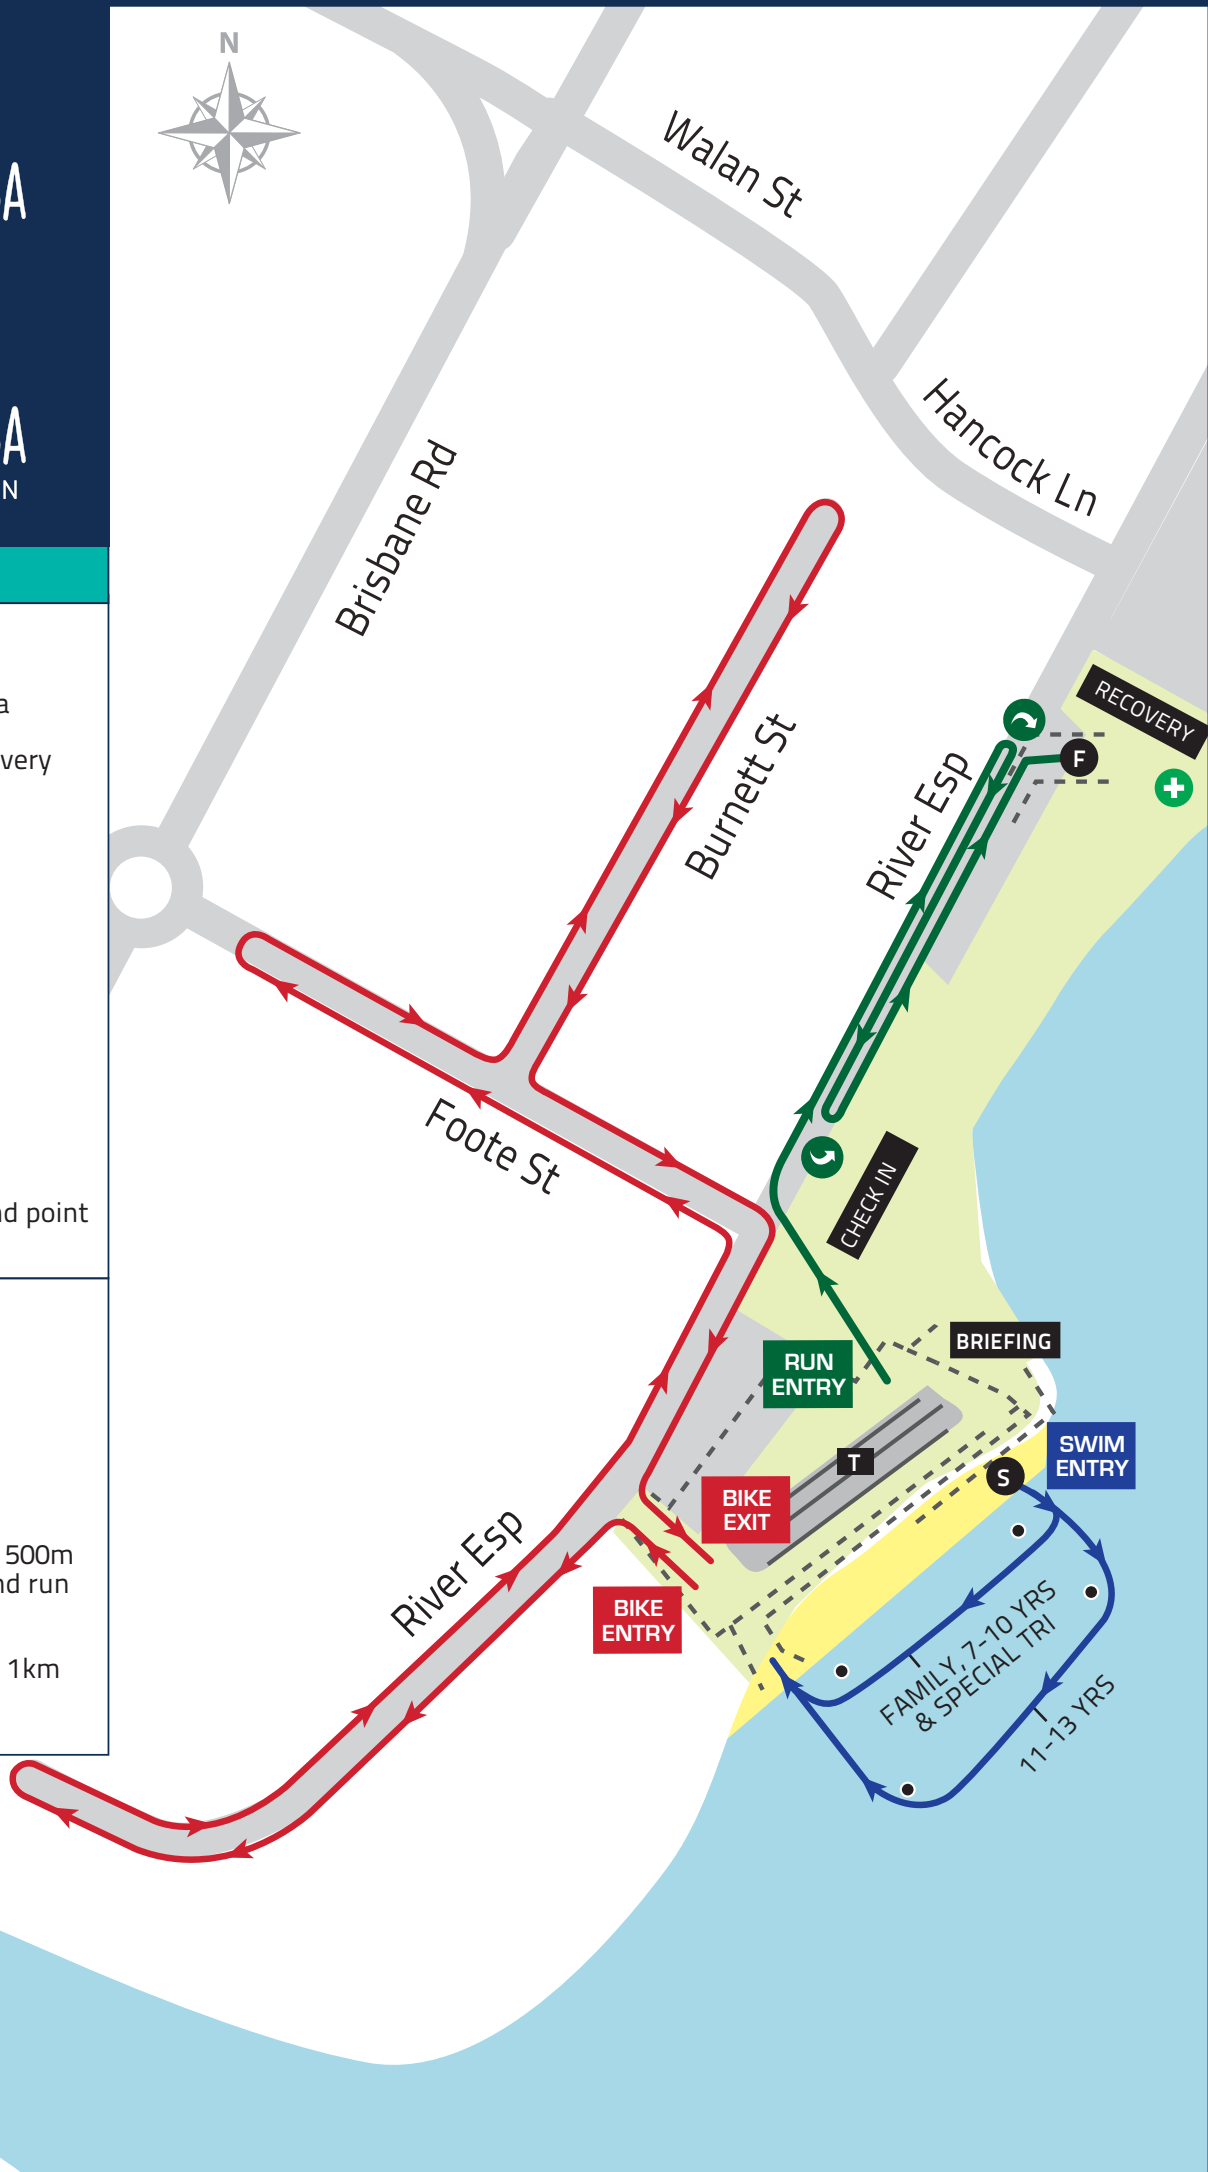 N
A
A
N
a
very
nd point
500m
nd run
1km
Walan St
Hancock Ln
Brisbane Rd
Burnett St
River Esp
RECOVERY
F
Foote St
CHECK IN
BRIEFING
RUN
ENTRY
T
SWIM
ENTRY
S
BIKE
EXIT
BIKE
ENTRY
River Esp
FAMILY, 7-10 YRS
& SPECIAL TRI
11-13 YRS